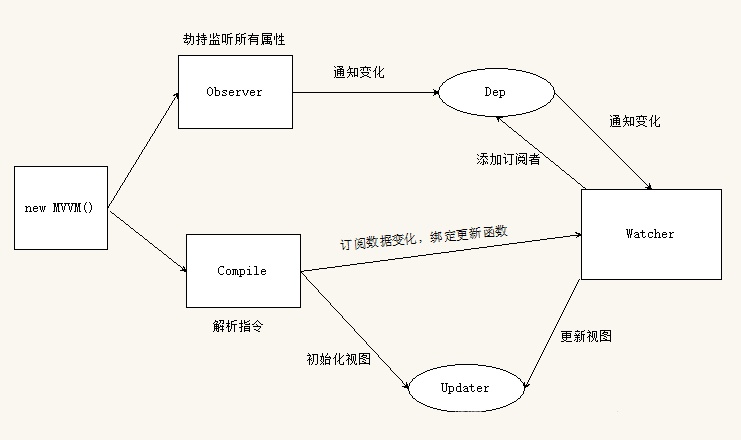 劫持监听所有属性
Observer
通知变化
Dep
通知变化
添加订阅者
new MVVM()
Compile
订阅数据变化，绑定更新函数
Watcher
解析指令
初始化视图
更新视图
Updater